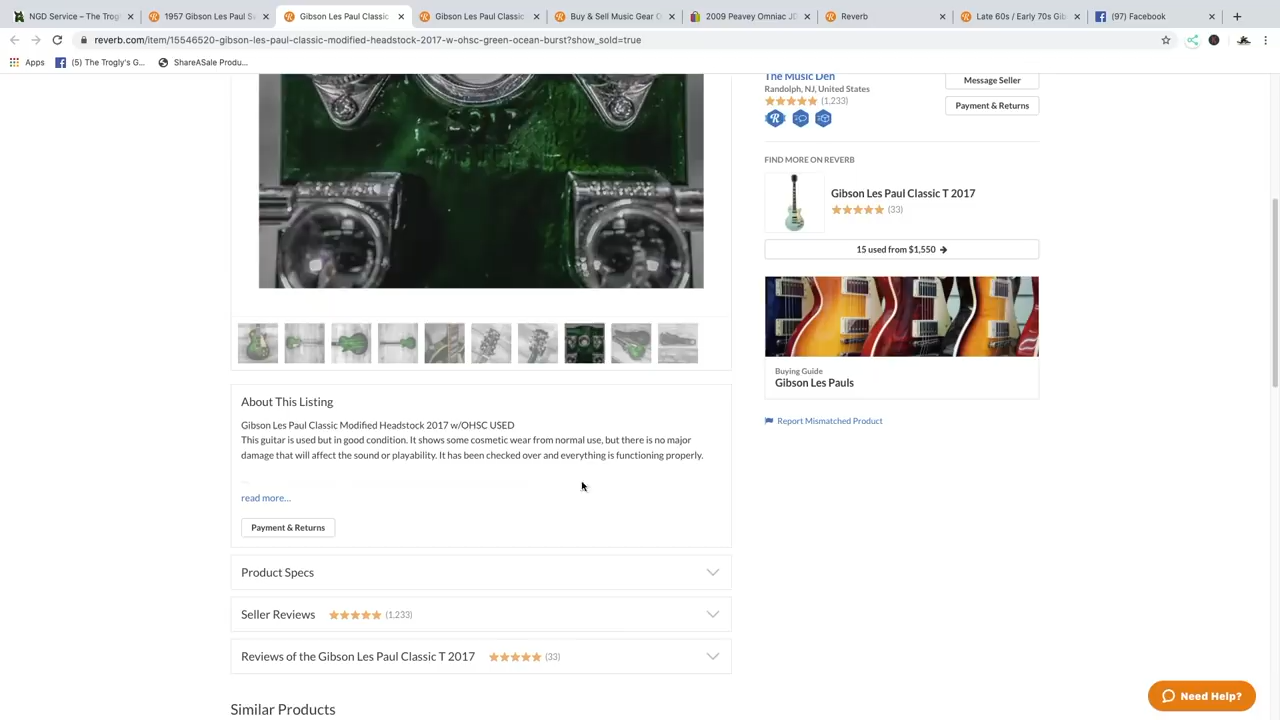 NGD Service – The Trogl
1957 Gibson Les Paul S
Gibson Les Paul Classic
Gibson Les Paul Classic
Buy & Sell Music Gear O
2009 Peavey Omniac JD
Reverb
Late 60s / Early 70s Gib
(97) Facebook
reverb.com/item/15546520-gibson-les-paul-classic-modified-headstock-2017-w-ohsc-green-ocean-burst?show_sold=true
Apps
(5) The Trogly's G...
ShareASale Produ...
The Music Den
Randolph, NJ, United States
(1,233)
Message Seller
Payment & Returns
FIND MORE ON REVERB
Gibson Les Paul Classic T 2017
(33)
15 used from $1,550
Buying Guide
Gibson Les Pauls
Report Mismatched Product
About This Listing
Gibson Les Paul Classic Modified Headstock 2017 w/OHSC USED
This guitar is used but in good condition. It shows some cosmetic wear from normal use, but there is no major
damage that will affect the sound or playability. It has been checked over and everything is functioning properly.
read more...
Payment & Returns
Product Specs
Seller Reviews (1,233)
Reviews of the Gibson Les Paul Classic T 2017 (33)
Similar Products
Need Help?